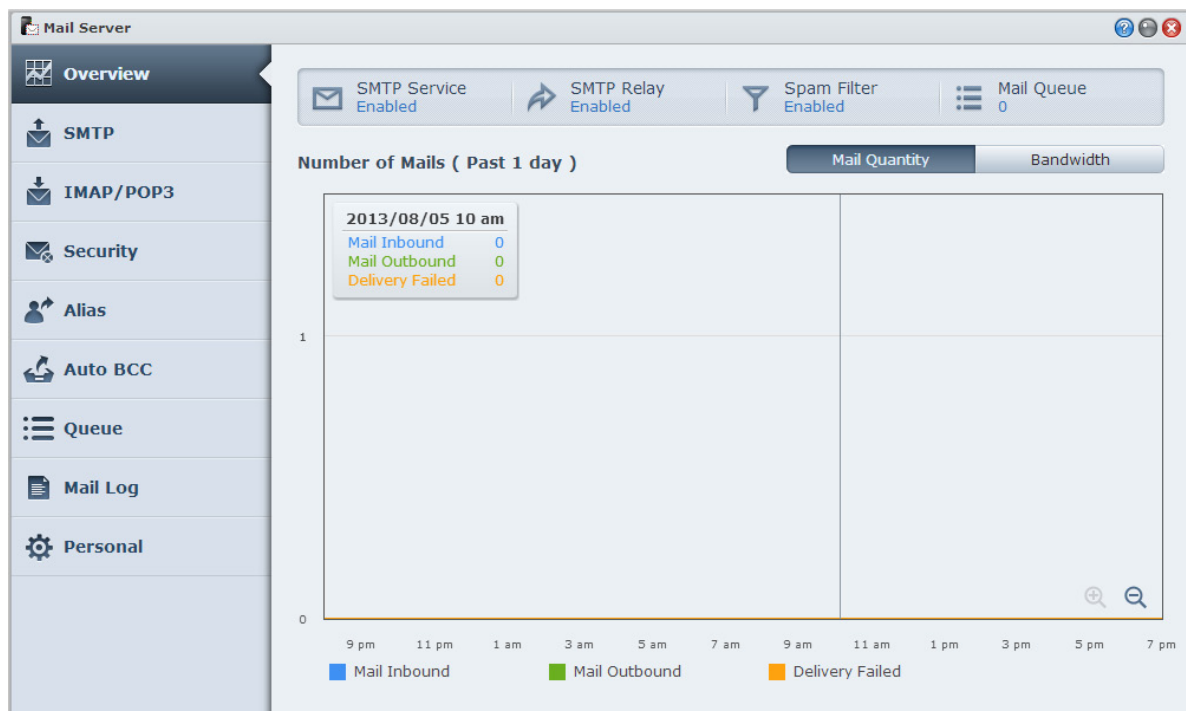 Mail Server
Overview
SMTP
IMAP/POP3
Security
Alias
Auto BCC
Queue
Mail Log
Personal
SMTP Service
Enabled
SMTP Relay
Enabled
Spam Filter
Enabled
Mail Queue
0
Number of Mails ( Past 1 day )
Mail Quantity
Bandwidth
2013/08/05 10 am
Mail Inbound 0
Mail Outbound 0
Delivery Failed 0
1
0
9 pm 11 pm 1 am 3 am 5 am 7 am 9 am 11 am 1 pm 3 pm 5 pm 7 pm
Mail Inbound Mail Outbound Delivery Failed